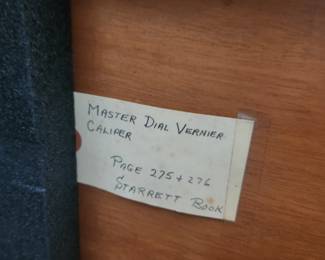 MASTER DIAL VERNIER
CALIPER
PAGE 275 + 276
STARRETT BOOK